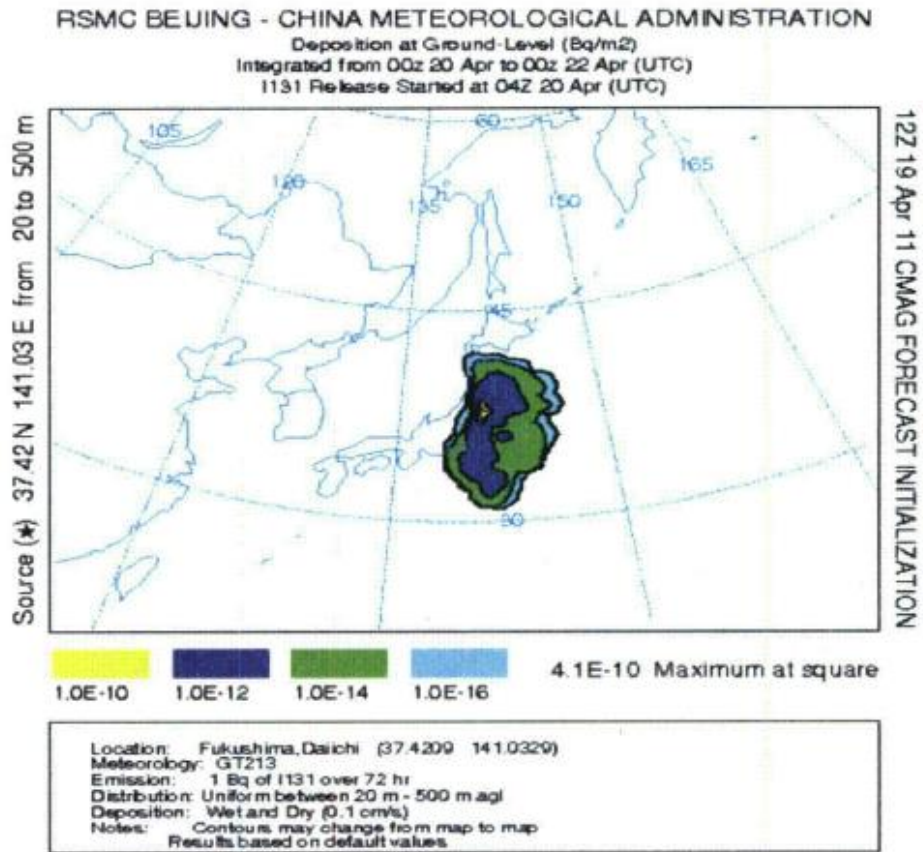 RSMC BEIJING - CHINA METEOROLOGICAL ADMINISTRATION
Deposition at Ground-Level (Bq/m2)
Integrated from 00z 20 Apr to 00z 22 Apr (UTC)
I131 Release Started at 04Z 20 Apr (UTC)
Source (★) 37.42 N 141.03 E from 20 to 500 m
12Z 19 Apr 11 CMAG FORECAST INITIALIZATION
105
60
165
120
135
150
45
30
4.1E-10 Maximum at square
1.0E-10 1.0E-12 1.0E-14 1.0E-16
Location: Fukushima,Daiichi (37.4209 141.0329)
Meteorology: GT213
Emission: 1 Bq of I131 over 72 hr
Distribution: Uniform between 20 m - 500 m agl
Deposition: Wet and Dry (0.1 cm/s)
Notes: Contours may change from map to map
Results based on default values